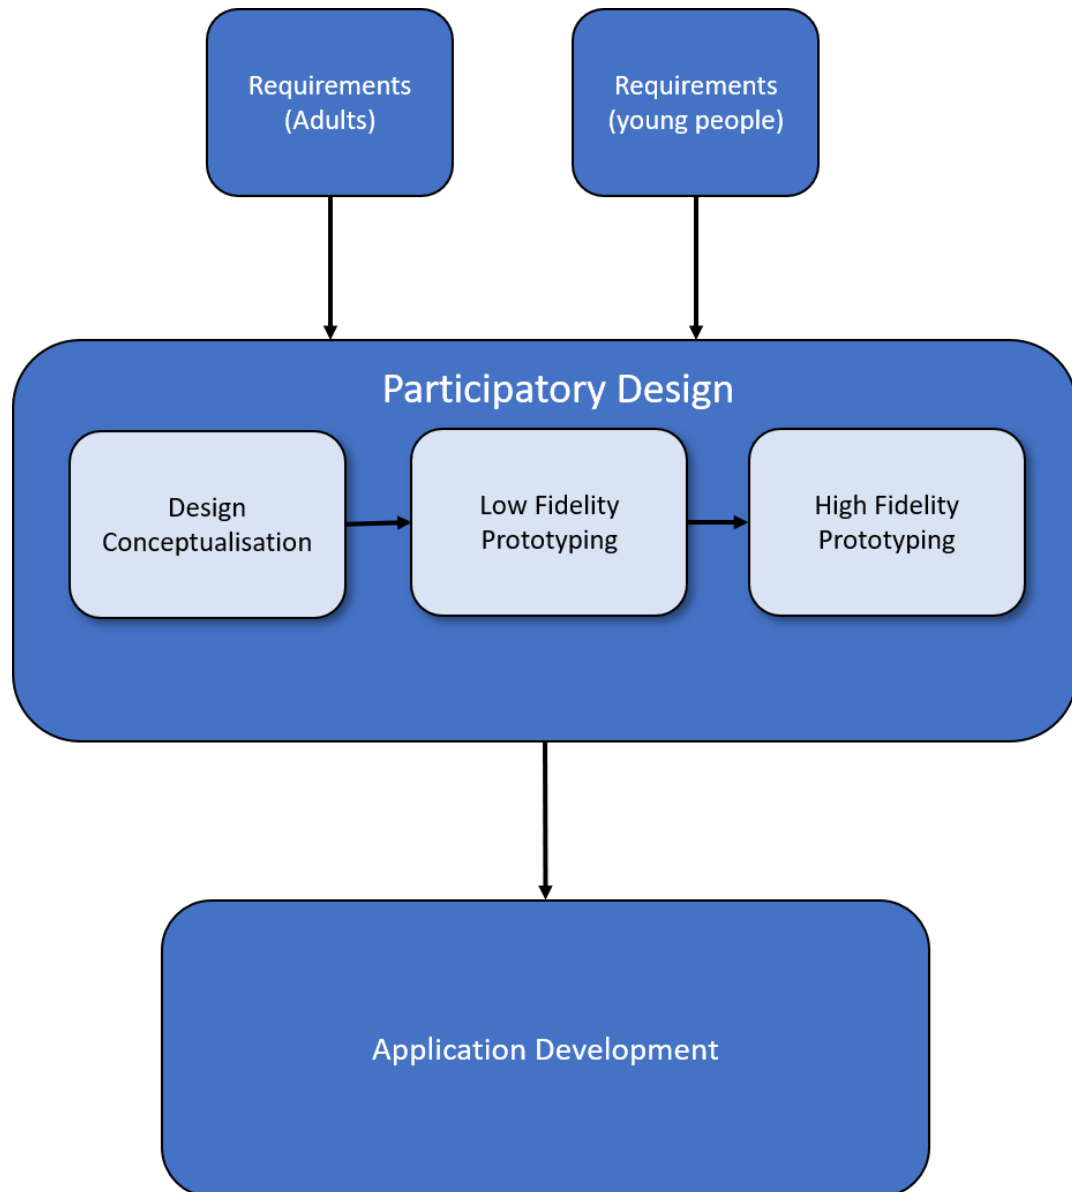 Requirements
(Adults)
Requirements
(young people)
Participatory Design
Design
Conceptualisation
Low Fidelity
Prototyping
High Fidelity
Prototyping
Application Development